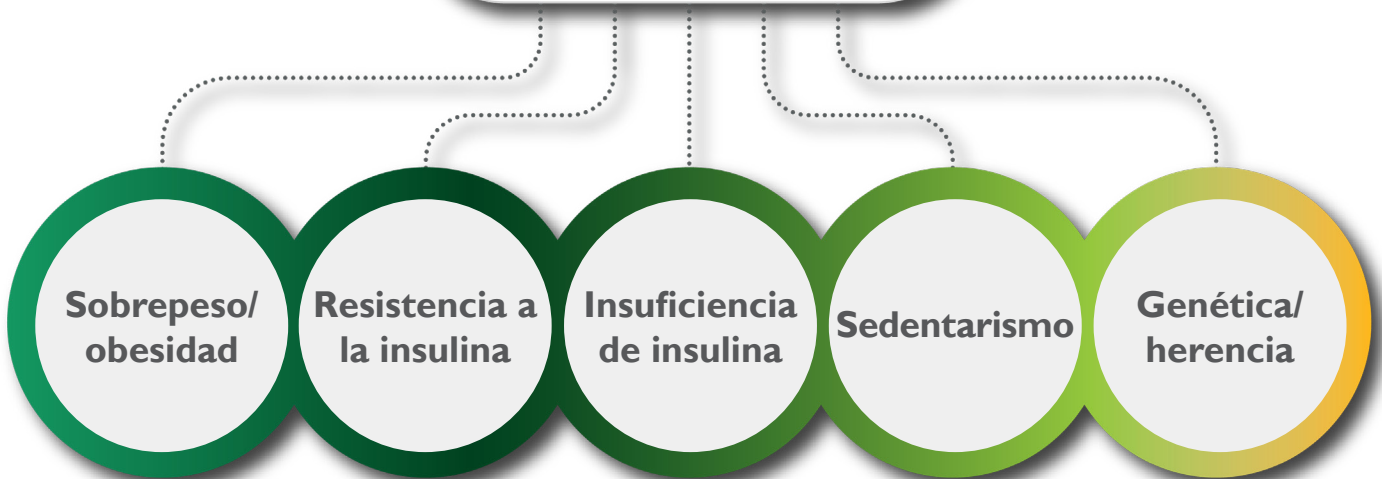 Sobrepeso/
obesidad
Resistencia a
la insulina
Insuficiencia
de insulina
Sedentarismo
Genética/
herencia